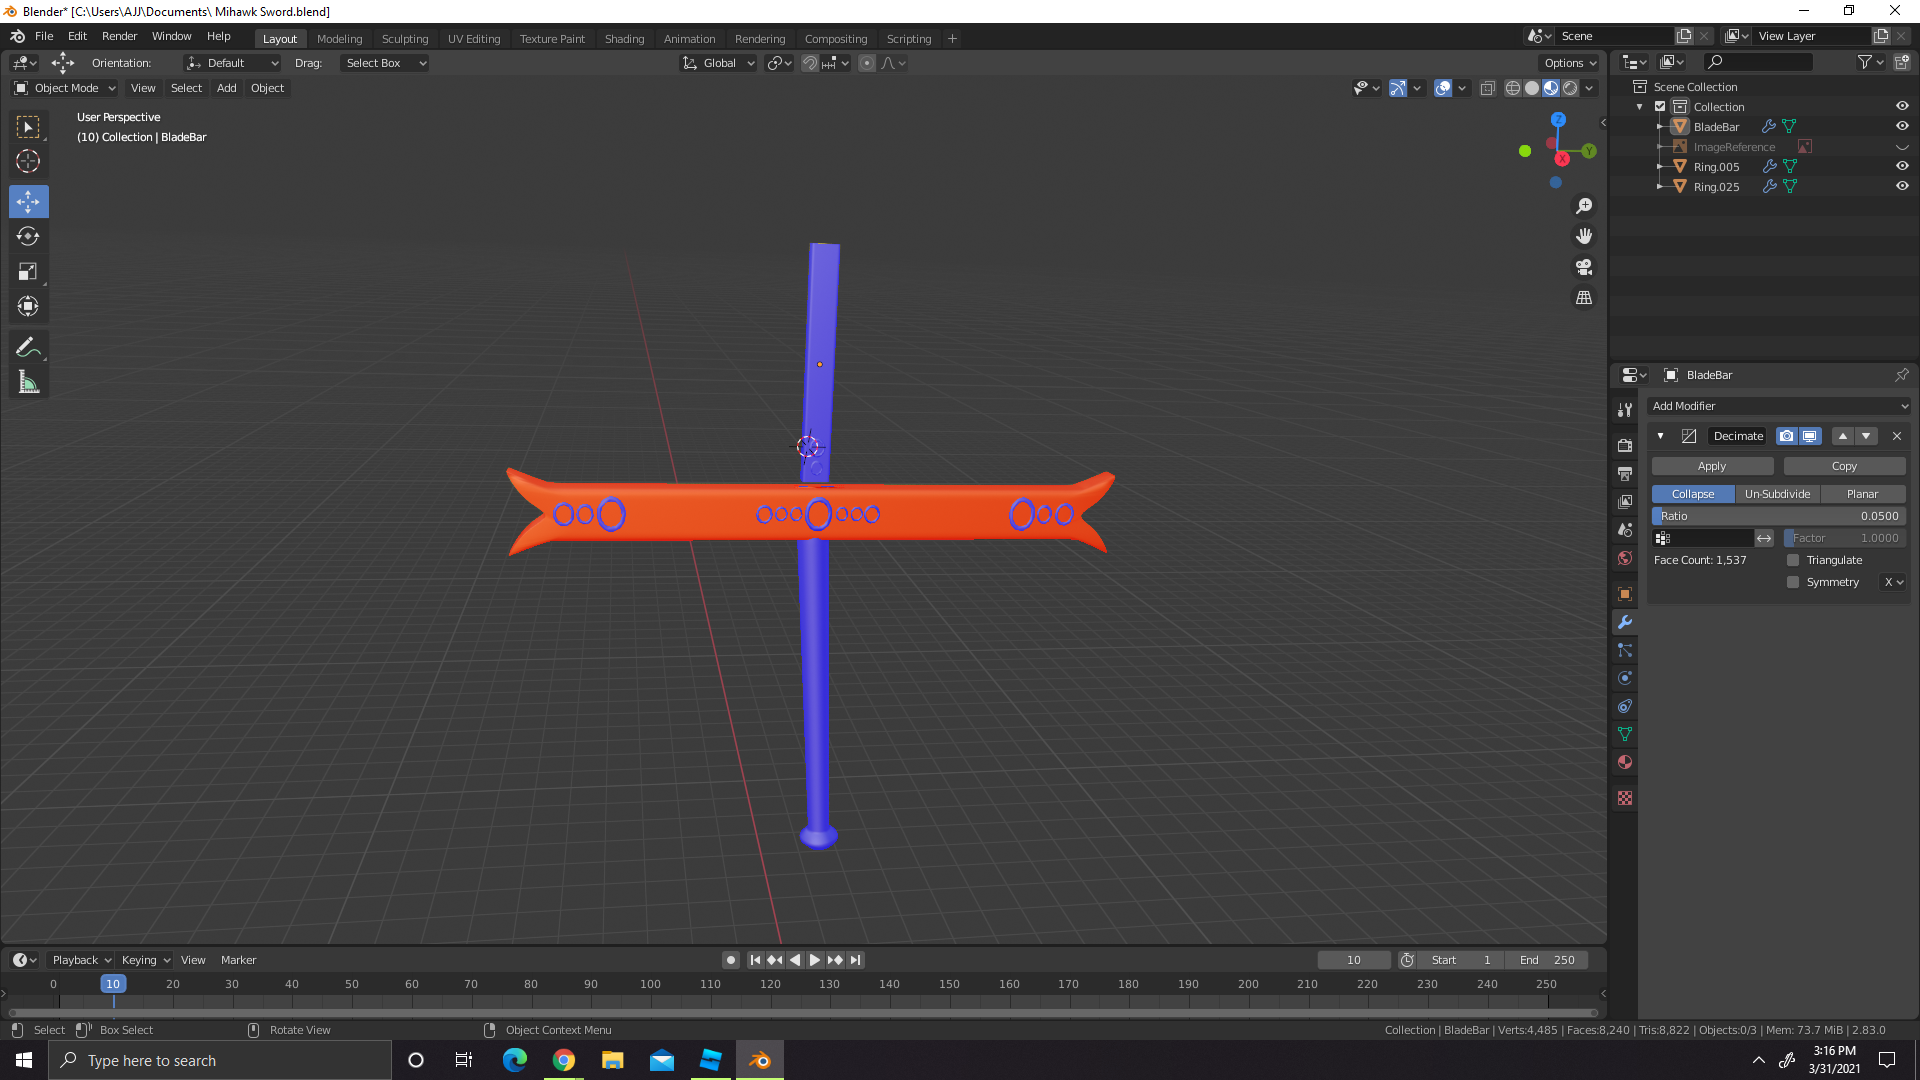 Blender* [C:\Users\AJJ\Documents\ Mihawk Sword.blend]
File Edit Render Window Help
Layout Modeling Sculpting UV Editing Texture Paint Shading Animation Rendering Compositing Scripting +
Scene
View Layer
Orientation: Default Drag: Select Box
Global
Options
Object Mode View Select Add Object
User Perspective
(10) Collection | BladeBar
Z
Y
X
Scene Collection
Collection
BladeBar
ImageReference
Ring.005
Ring.025
BladeBar
Add Modifier
Decimate
Apply Copy
Collapse Un-Subdivide Planar
Ratio 0.0500
Factor 1.0000
Face Count: 1,537 Triangulate
Symmetry X
Playback Keying View Marker
10 Start 1 End 250
0 10 20 30 40 50 60 70 80 90 100 110 120 130 140 150 160 170 180 190 200 210 220 230 240 250
Select Box Select Rotate View Object Context Menu
Collection | BladeBar | Verts:4,485 | Faces:8,240 | Tris:8,822 | Objects:0/3 | Mem: 73.7 MiB | 2.83.0
Type here to search
3:16 PM
3/31/2021